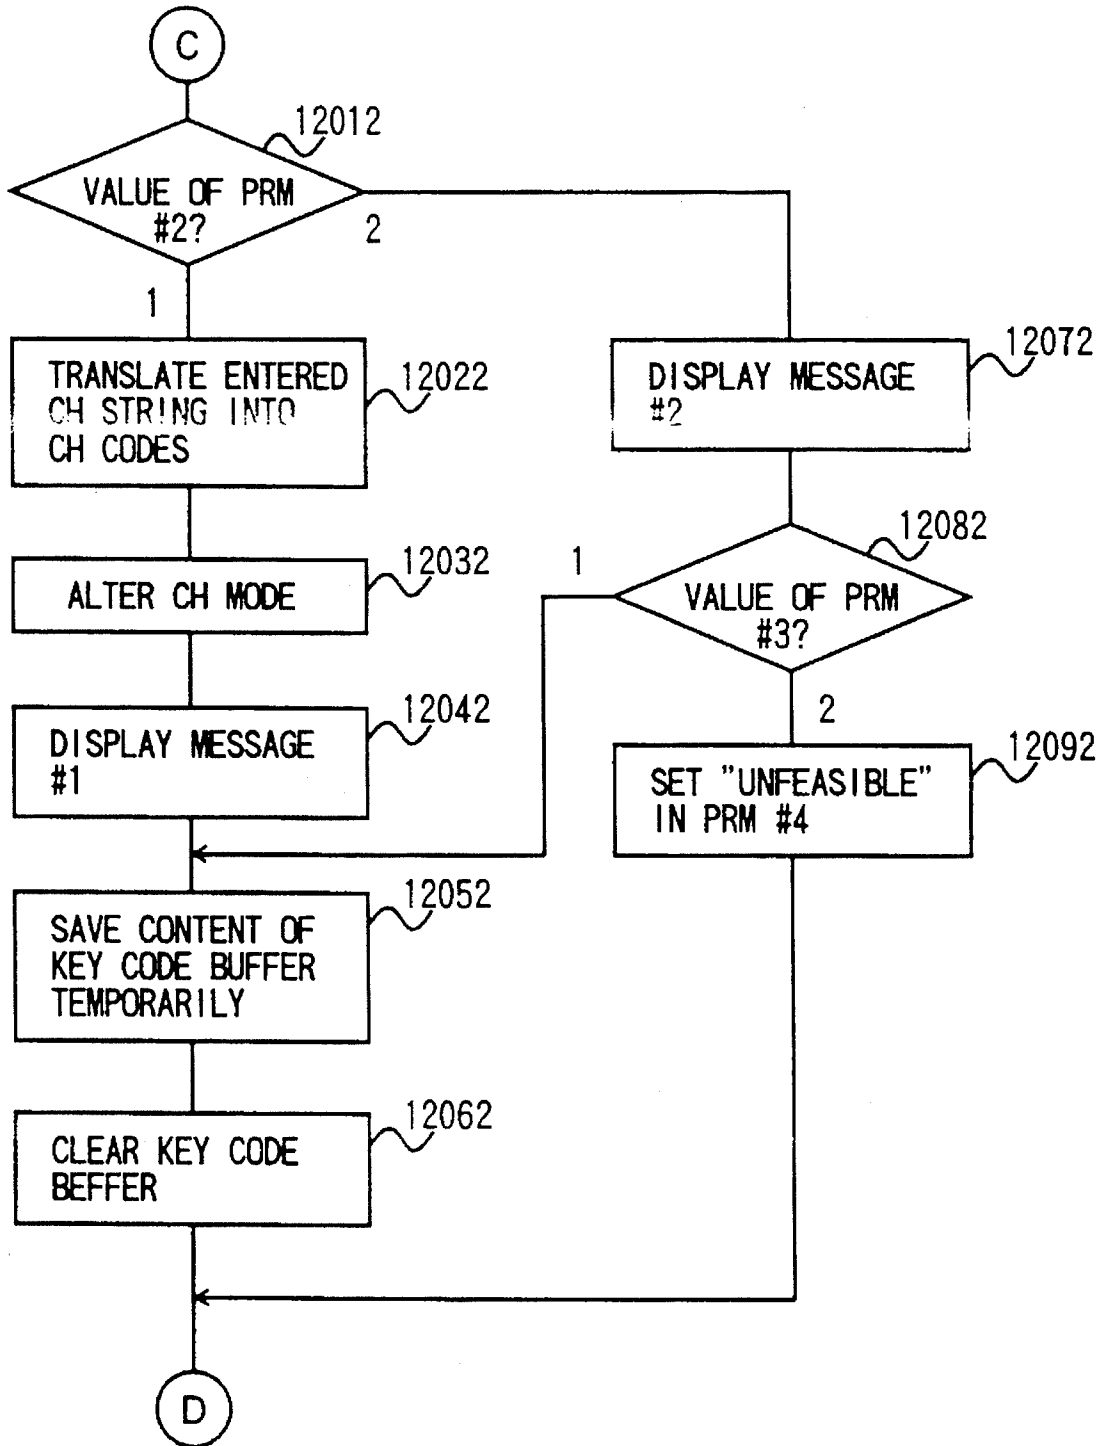 C
12012
VALUE OF PRM
#2?
2
1
12022
TRANSLATE ENTERED
CH STRING INTO
CH CODES
12032
ALTER CH MODE
12042
DISPLAY MESSAGE
#1
12052
SAVE CONTENT OF
KEY CODE BUFFER
TEMPORARILY
12062
CLEAR KEY CODE
BEFFER
12072
DISPLAY MESSAGE
#2
12082
1
VALUE OF PRM
#3?
2
12092
SET "UNFEASIBLE"
IN PRM #4
D